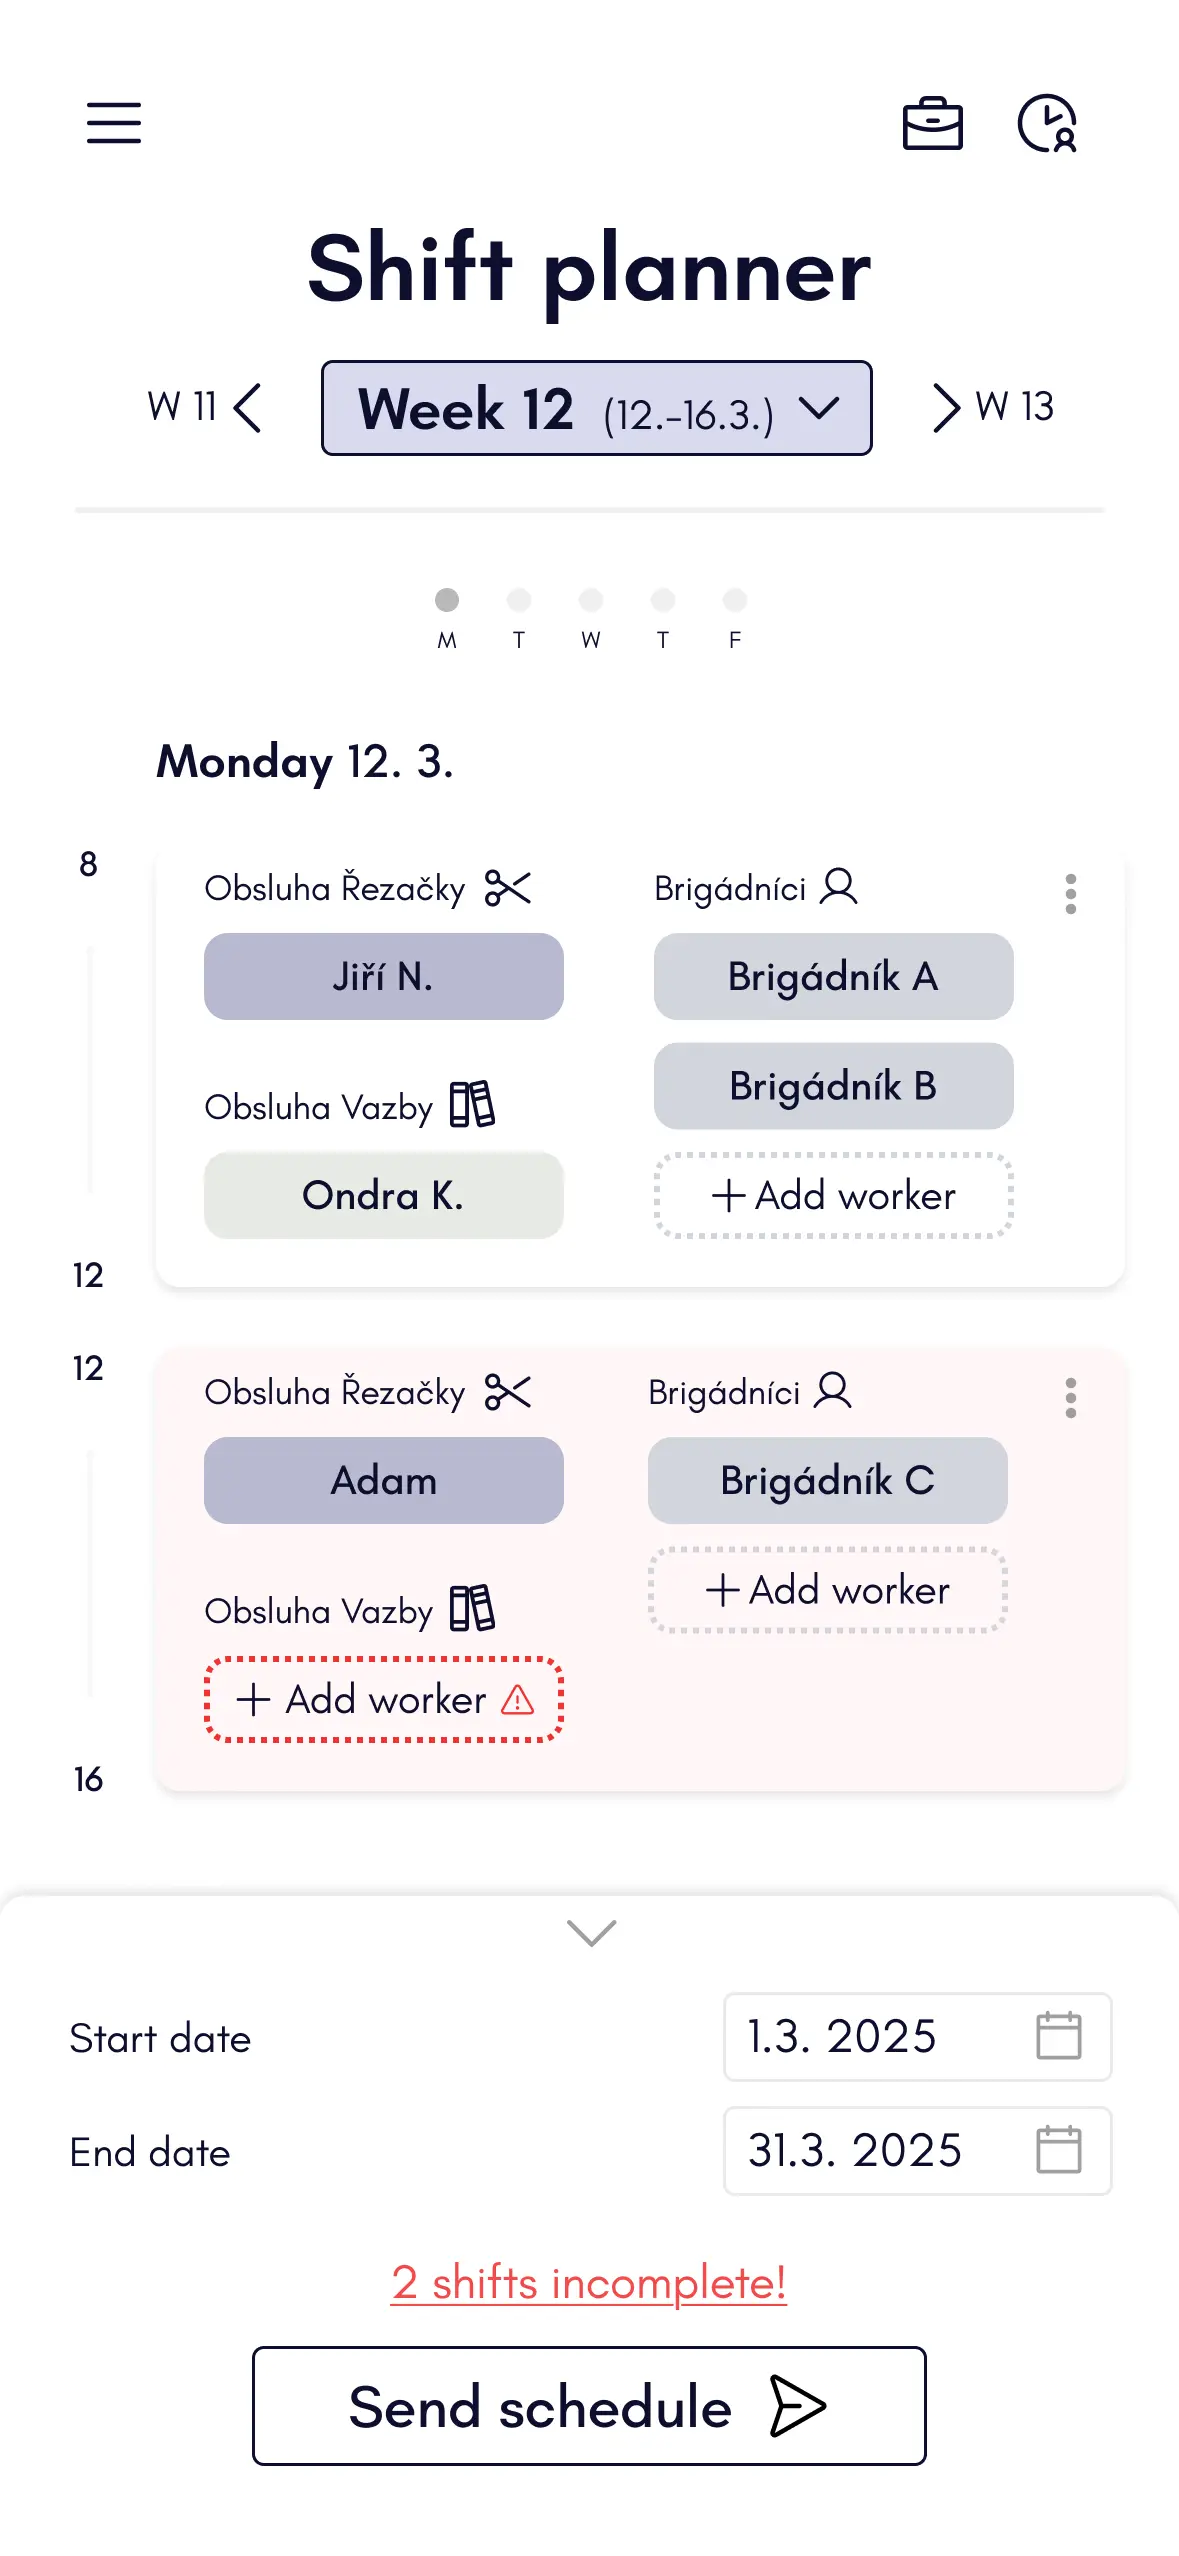 Shift planner
W 11
Week 12 (12.-16.3.)
W 13
M T W T F
Monday 12. 3.
8
Obsluha Řezačky
Brigádníci
Jiří N.
Brigádník A
Brigádník B
Obsluha Vazby
Ondra K.
+ Add worker
12
12
Obsluha Řezačky
Brigádníci
Adam
Brigádník C
+ Add worker
Obsluha Vazby
+ Add worker
16
Start date
1.3. 2025
End date
31.3. 2025
2 shifts incomplete!
Send schedule